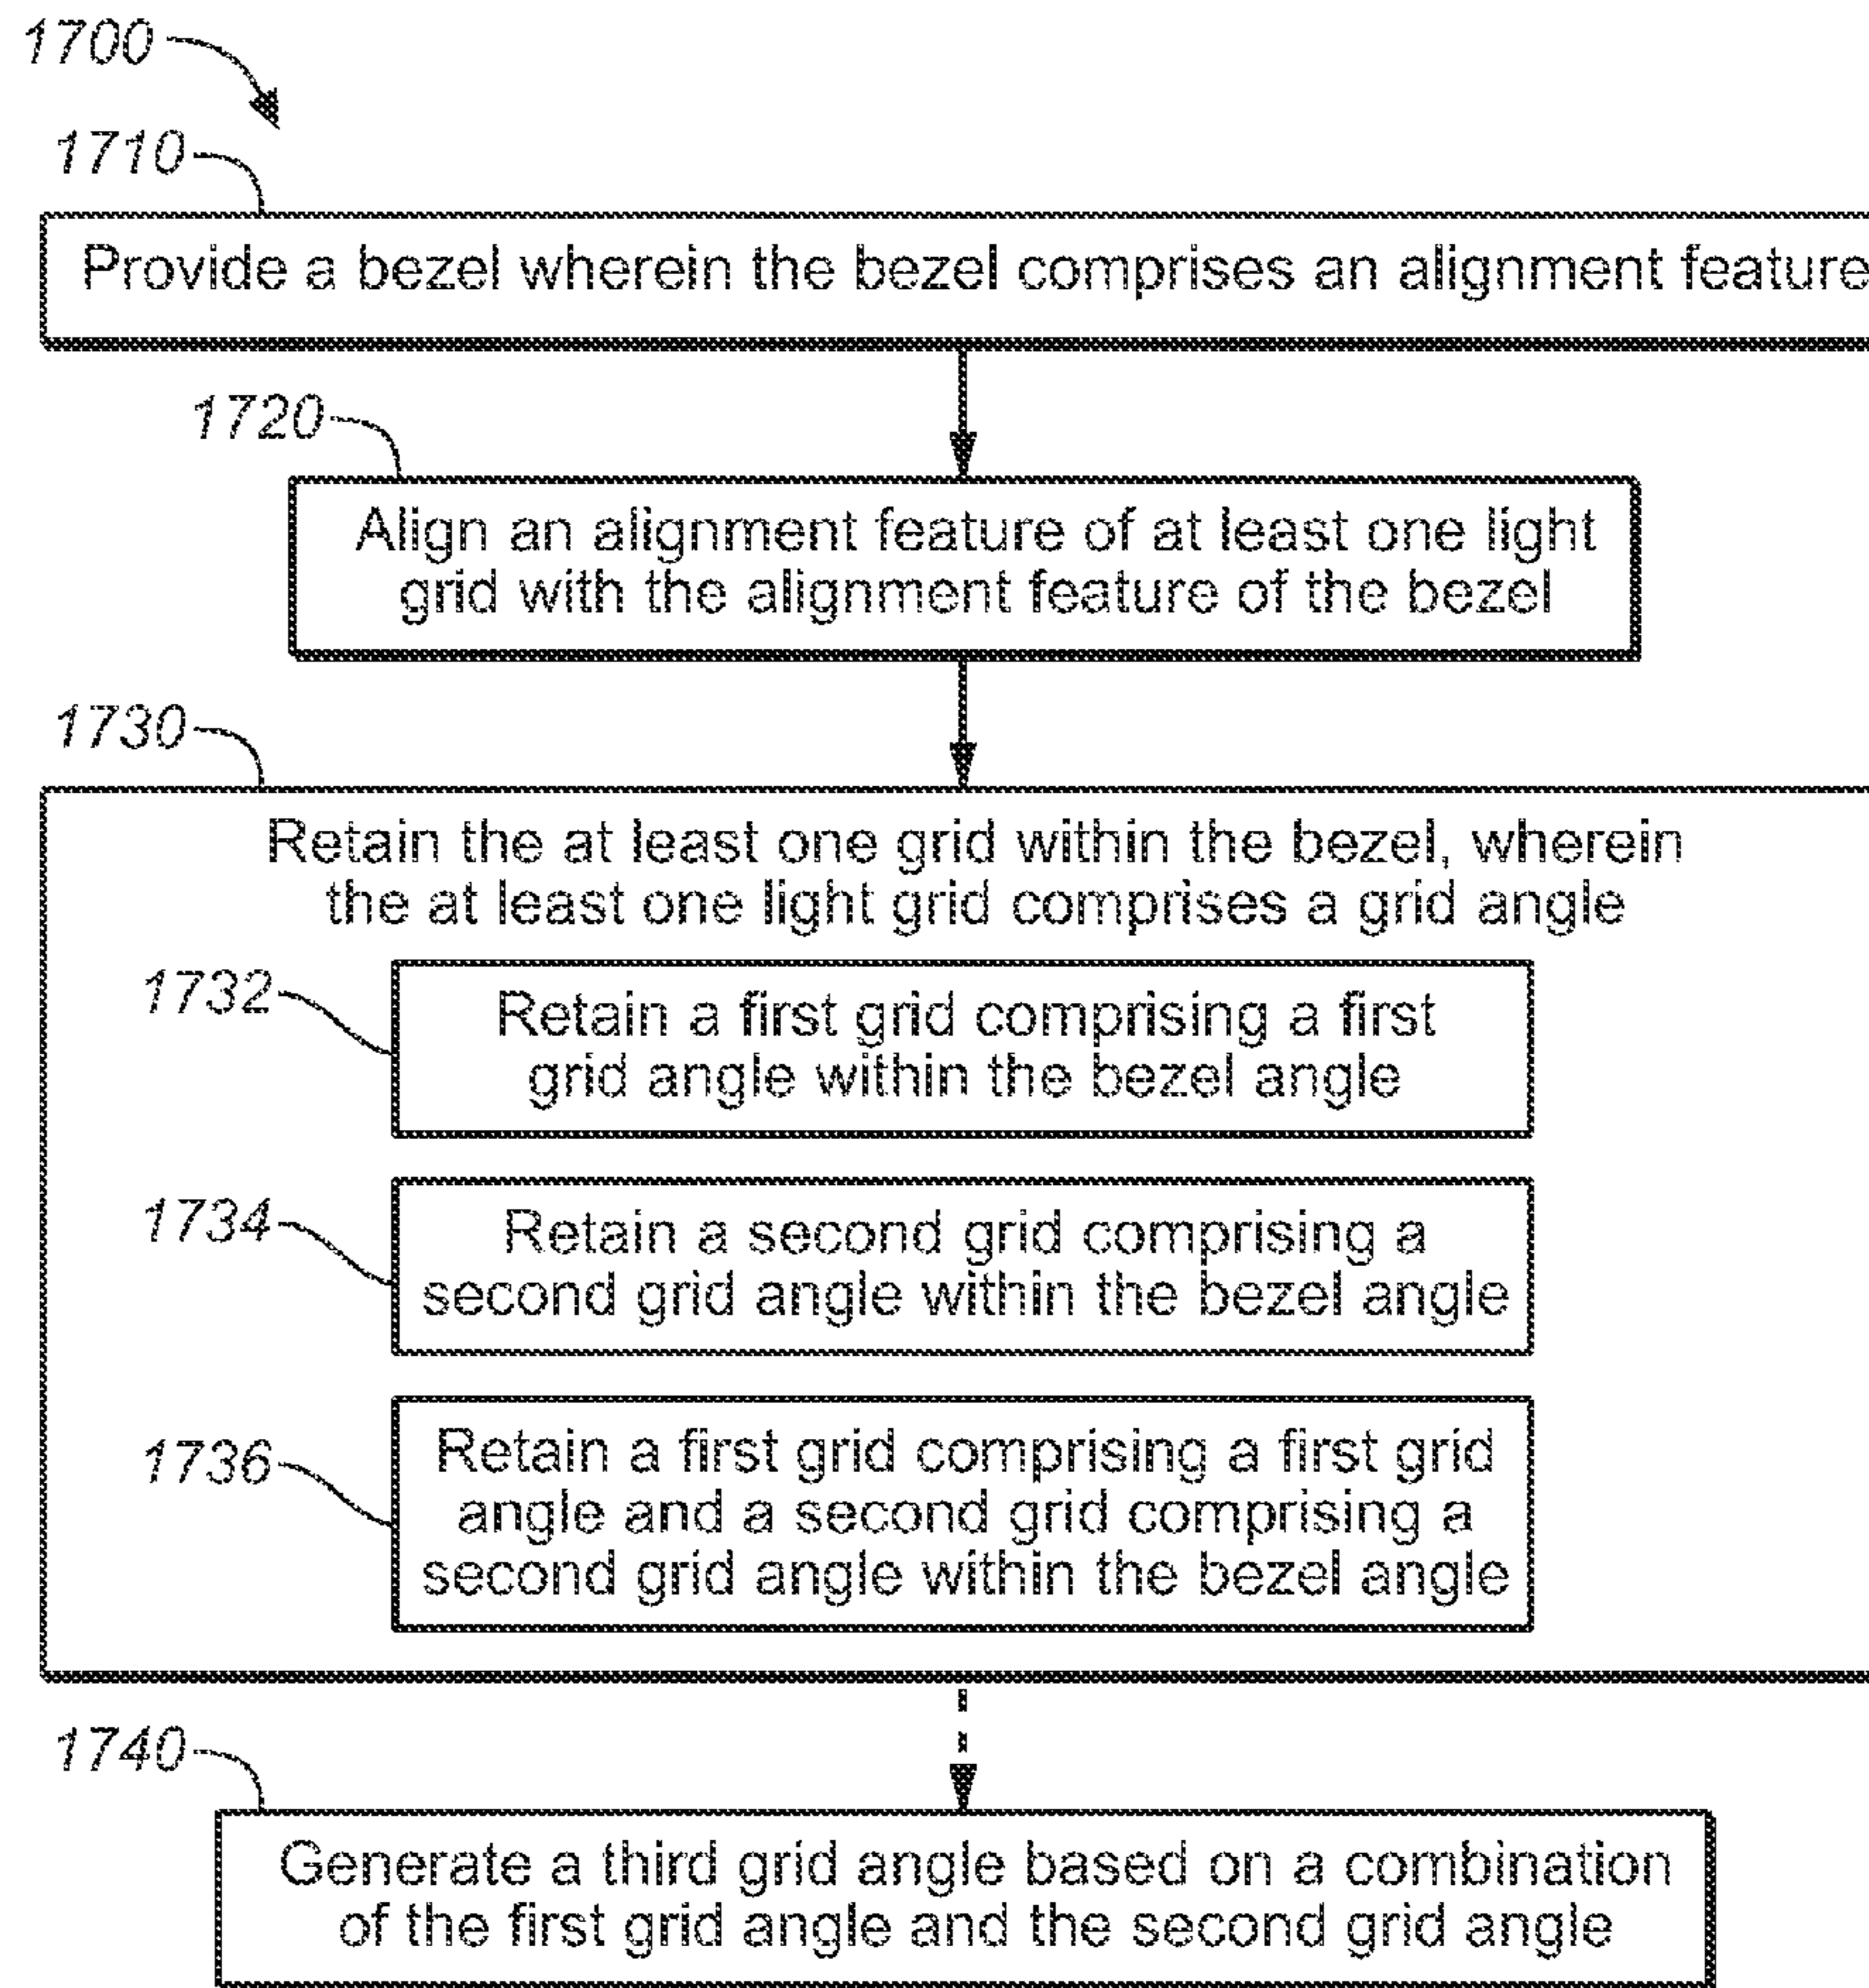 1700
1710
Provide a bezel wherein the bezel comprises an alignment feature
1720
Align an alignment feature of at least one light
grid with the alignment feature of the bezel
1730
Retain the at least one grid within the bezel, wherein
the at least one light grid comprises a grid angle
1732
Retain a first grid comprising a first
grid angle within the bezel angle
1734
Retain a second grid comprising a
second grid angle within the bezel angle
1736
Retain a first grid comprising a first grid
angle and a second grid comprising a
second grid angle within the bezel angle
1740
Generate a third grid angle based on a combination
of the first grid angle and the second grid angle